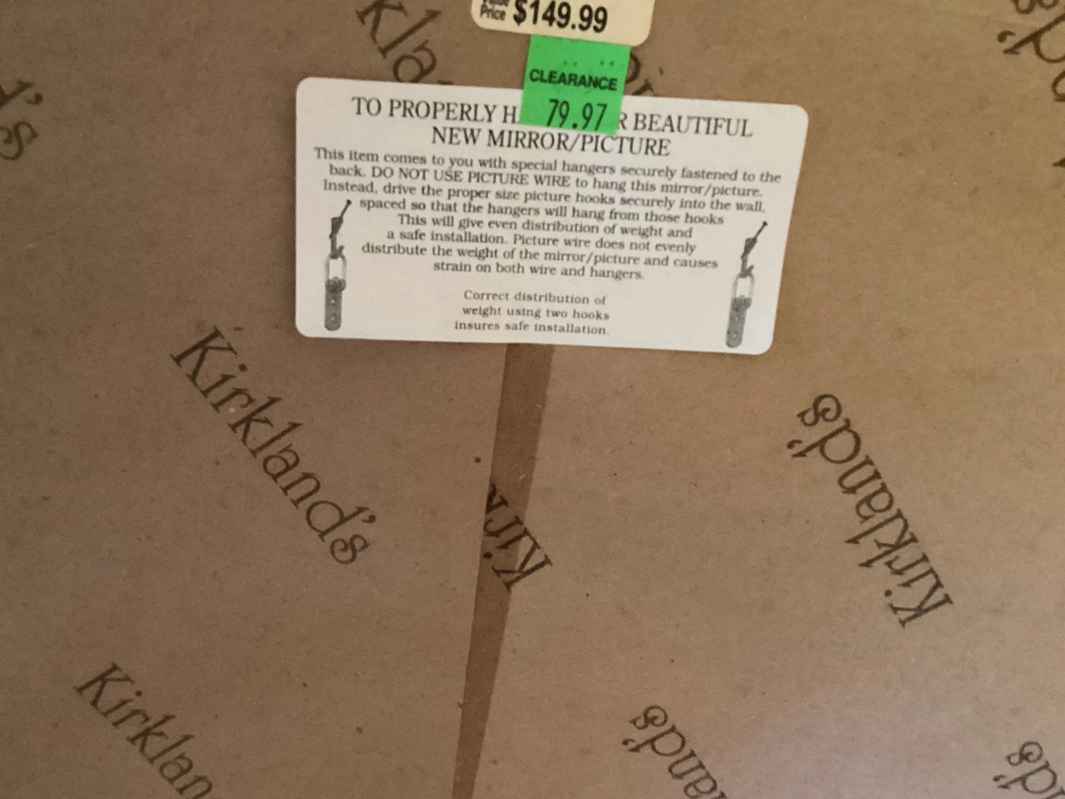 Price $149.99
CLEARANCE
79.97
TO PROPERLY H R BEAUTIFUL
NEW MIRROR/PICTURE
This item comes to you with special hangers securely fastened to the
back. DO NOT USE PICTURE WIRE to hang this mirror/picture.
Instead, drive the proper size picture hooks securely into the wall,
spaced so that the hangers will hang from those hooks
This will give even distribution of weight and
a safe installation. Picture wire does not evenly
distribute the weight of the mirror/picture and causes
strain on both wire and hangers.
Correct distribution of
weight using two hooks
insures safe installation.
Kirkland's
Kirkland's
Kirk
Kirklan
land's
d's
kla
d's